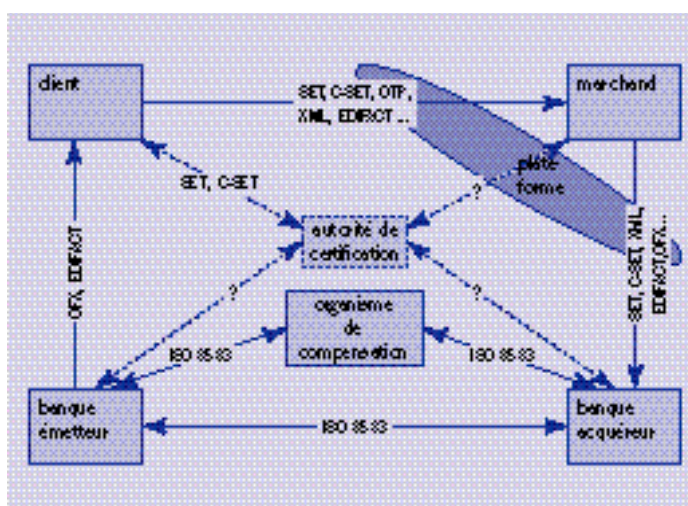 client
marchand
SET, C-SET, OTP,
XML, EDIFACT ...
plate
forme
SET, C-SET
?
autorité de
certification
SET, C-SET, XML,
EDIFACT,OFX...
OFX, EDIFACT
?
?
organisme
de
compensation
ISO 8583
ISO 8583
banque
émetteur
ISO 8583
banque
acquéreur